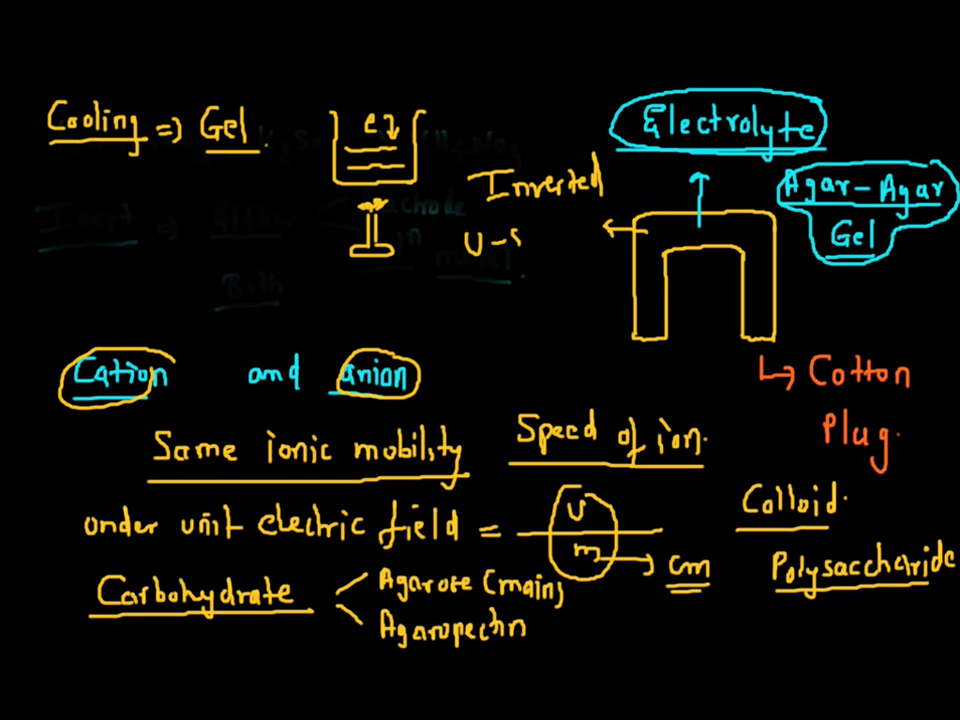 Cooling => Gel.
Electrolyte
Agar-Agar
Gel
Inverted
U-S
Cation and anion
Cotton
Plug.
Same ionic mobility
Speed of ion.
under unit electric field = V
m → cm
Colloid.
Polysaccharide
Carbohydrate
Agarose (main)
Agaropectin